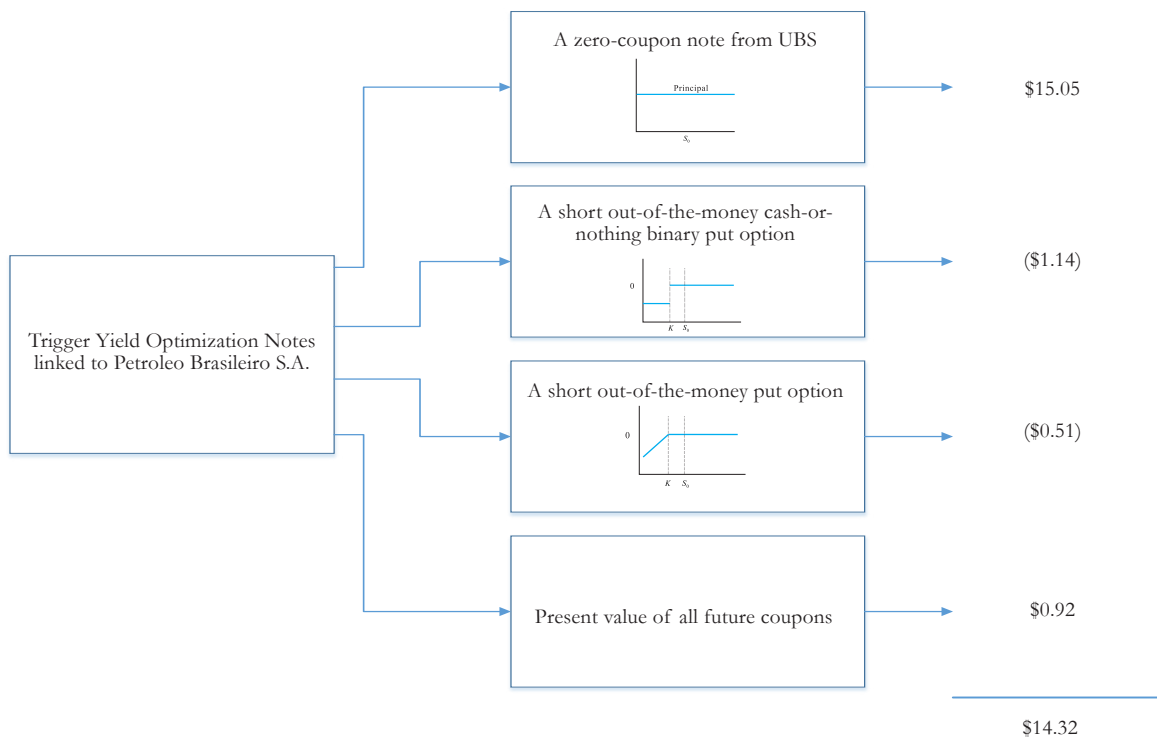 A zero-coupon note from UBS
Principal
S₀
$15.05
A short out-of-the-money cash-or-
nothing binary put option
0
K S₀
($1.14)
Trigger Yield Optimization Notes
linked to Petroleo Brasileiro S.A.
A short out-of-the-money put option
0
K S₀
($0.51)
Present value of all future coupons
$0.92
$14.32